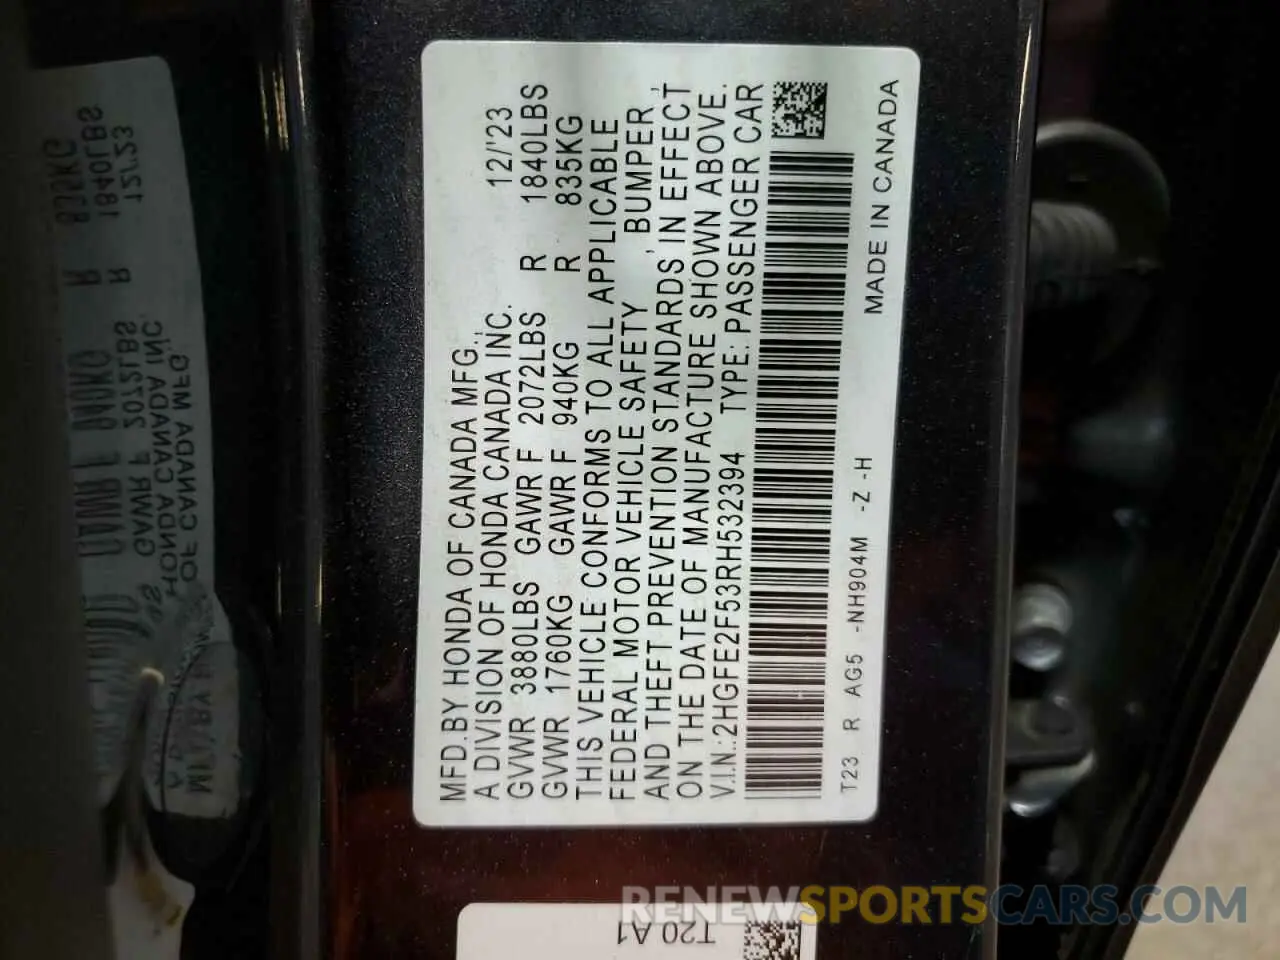 MFD.BY HONDA OF CANADA MFG.,
A DIVISION OF HONDA CANADA INC. 12/'23
GVWR 3880LBS GAWR F 2072LBS R 1840LBS
GVWR 1760KG GAWR F 940KG R 835KG
THIS VEHICLE CONFORMS TO ALL APPLICABLE
FEDERAL MOTOR VEHICLE SAFETY, BUMPER,
AND THEFT PREVENTION STANDARDS IN EFFECT
ON THE DATE OF MANUFACTURE SHOWN ABOVE.
V.I.N.:2HGFE2F53RH532394 TYPE: PASSENGER CAR
T23 R AG5 -NH904M -Z -H
MADE IN CANADA
T20 A1
RENEWSPORTSCARS.COM